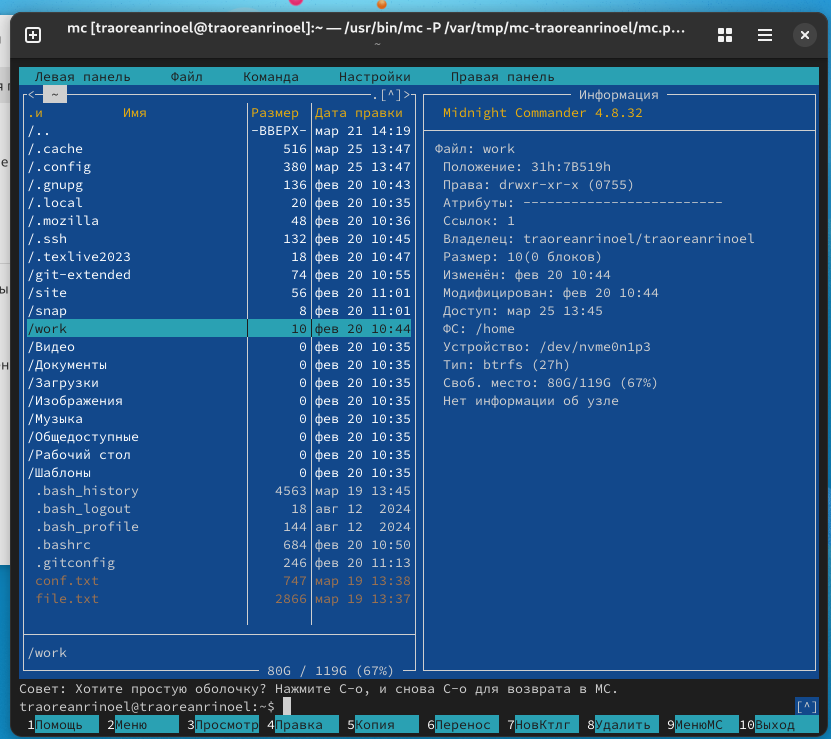 mc [traoreanrinoel@traoreanrinoel]:~ — /usr/bin/mc -P /var/tmp/mc-traoreanrinoel/mc.p…
~
Левая панель Файл Команда Настройки Правая панель
<─ ~ .[^]>
.и Имя Размер Дата правки
/.. -ВВЕРХ- мар 21 14:19
/.cache 516 мар 25 13:47
/.config 380 мар 25 13:47
/.gnupg 136 фев 20 10:43
/.local 20 фев 20 10:35
/.mozilla 48 фев 20 10:36
/.ssh 132 фев 20 10:45
/.texlive2023 18 фев 20 10:47
/git-extended 74 фев 20 10:55
/site 56 фев 20 11:01
/snap 8 фев 20 11:01
/work 10 фев 20 10:44
/Видео 0 фев 20 10:35
/Документы 0 фев 20 10:35
/Загрузки 0 фев 20 10:35
/Изображения 0 фев 20 10:35
/Музыка 0 фев 20 10:35
/Общедоступные 0 фев 20 10:35
/Рабочий стол 0 фев 20 10:35
/Шаблоны 0 фев 20 10:35
.bash_history 4563 мар 19 13:45
.bash_logout 18 авг 12 2024
.bash_profile 144 авг 12 2024
.bashrc 684 фев 20 10:50
.gitconfig 246 фев 20 11:13
conf.txt 747 мар 19 13:38
file.txt 2866 мар 19 13:37
/work
80G / 119G (67%)
Информация
Midnight Commander 4.8.32
Файл: work
Положение: 31h:7B519h
Права: drwxr-xr-x (0755)
Атрибуты: -------------------------
Ссылок: 1
Владелец: traoreanrinoel/traoreanrinoel
Размер: 10(0 блоков)
Изменён: фев 20 10:44
Модифицирован: фев 20 10:44
Доступ: мар 25 13:45
ФС: /home
Устройство: /dev/nvme0n1p3
Тип: btrfs (27h)
Своб. место: 80G/119G (67%)
Нет информации об узле
Совет: Хотите простую оболочку? Нажмите C-o, и снова C-o для возврата в MC.
traoreanrinoel@traoreanrinoel:~$ [^]
1Помощь 2Меню 3Просмотр 4Правка 5Копия 6Перенос 7НовКтлг 8Удалить 9МенюMC 10Выход